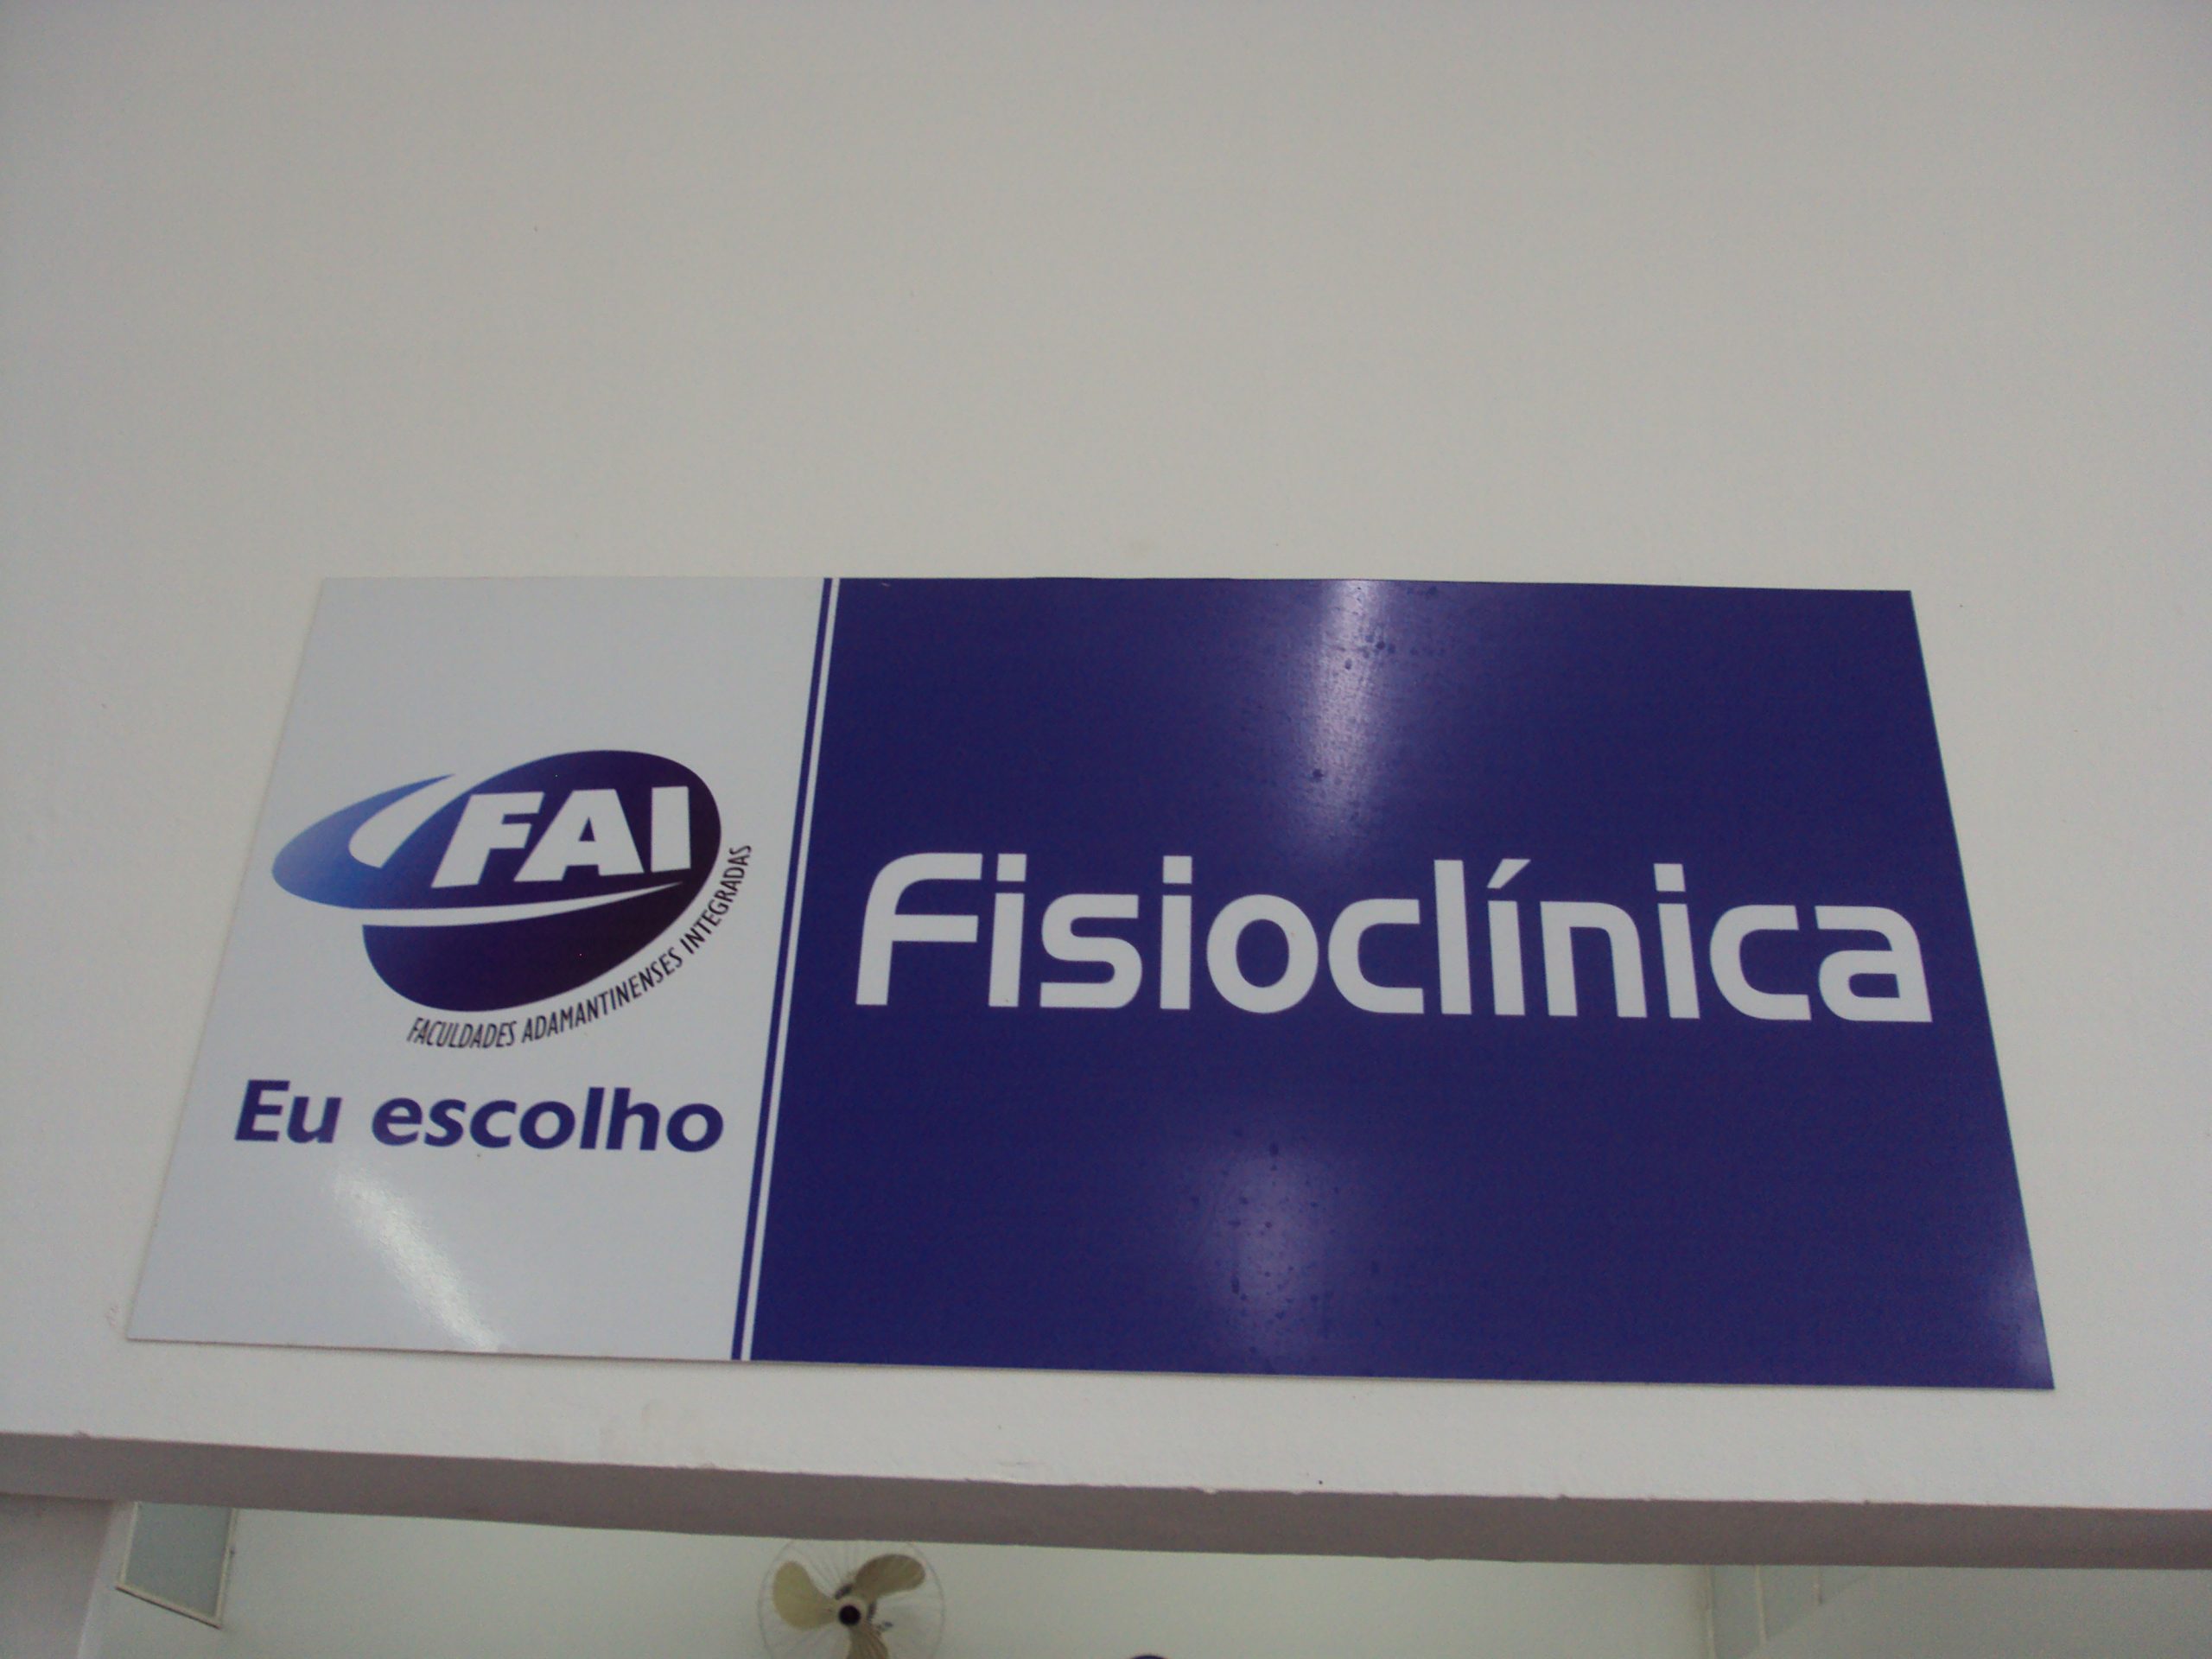 FAI
FACULDADES ADAMANTINENSES INTEGRADAS
Eu escolho
Fisioclínica